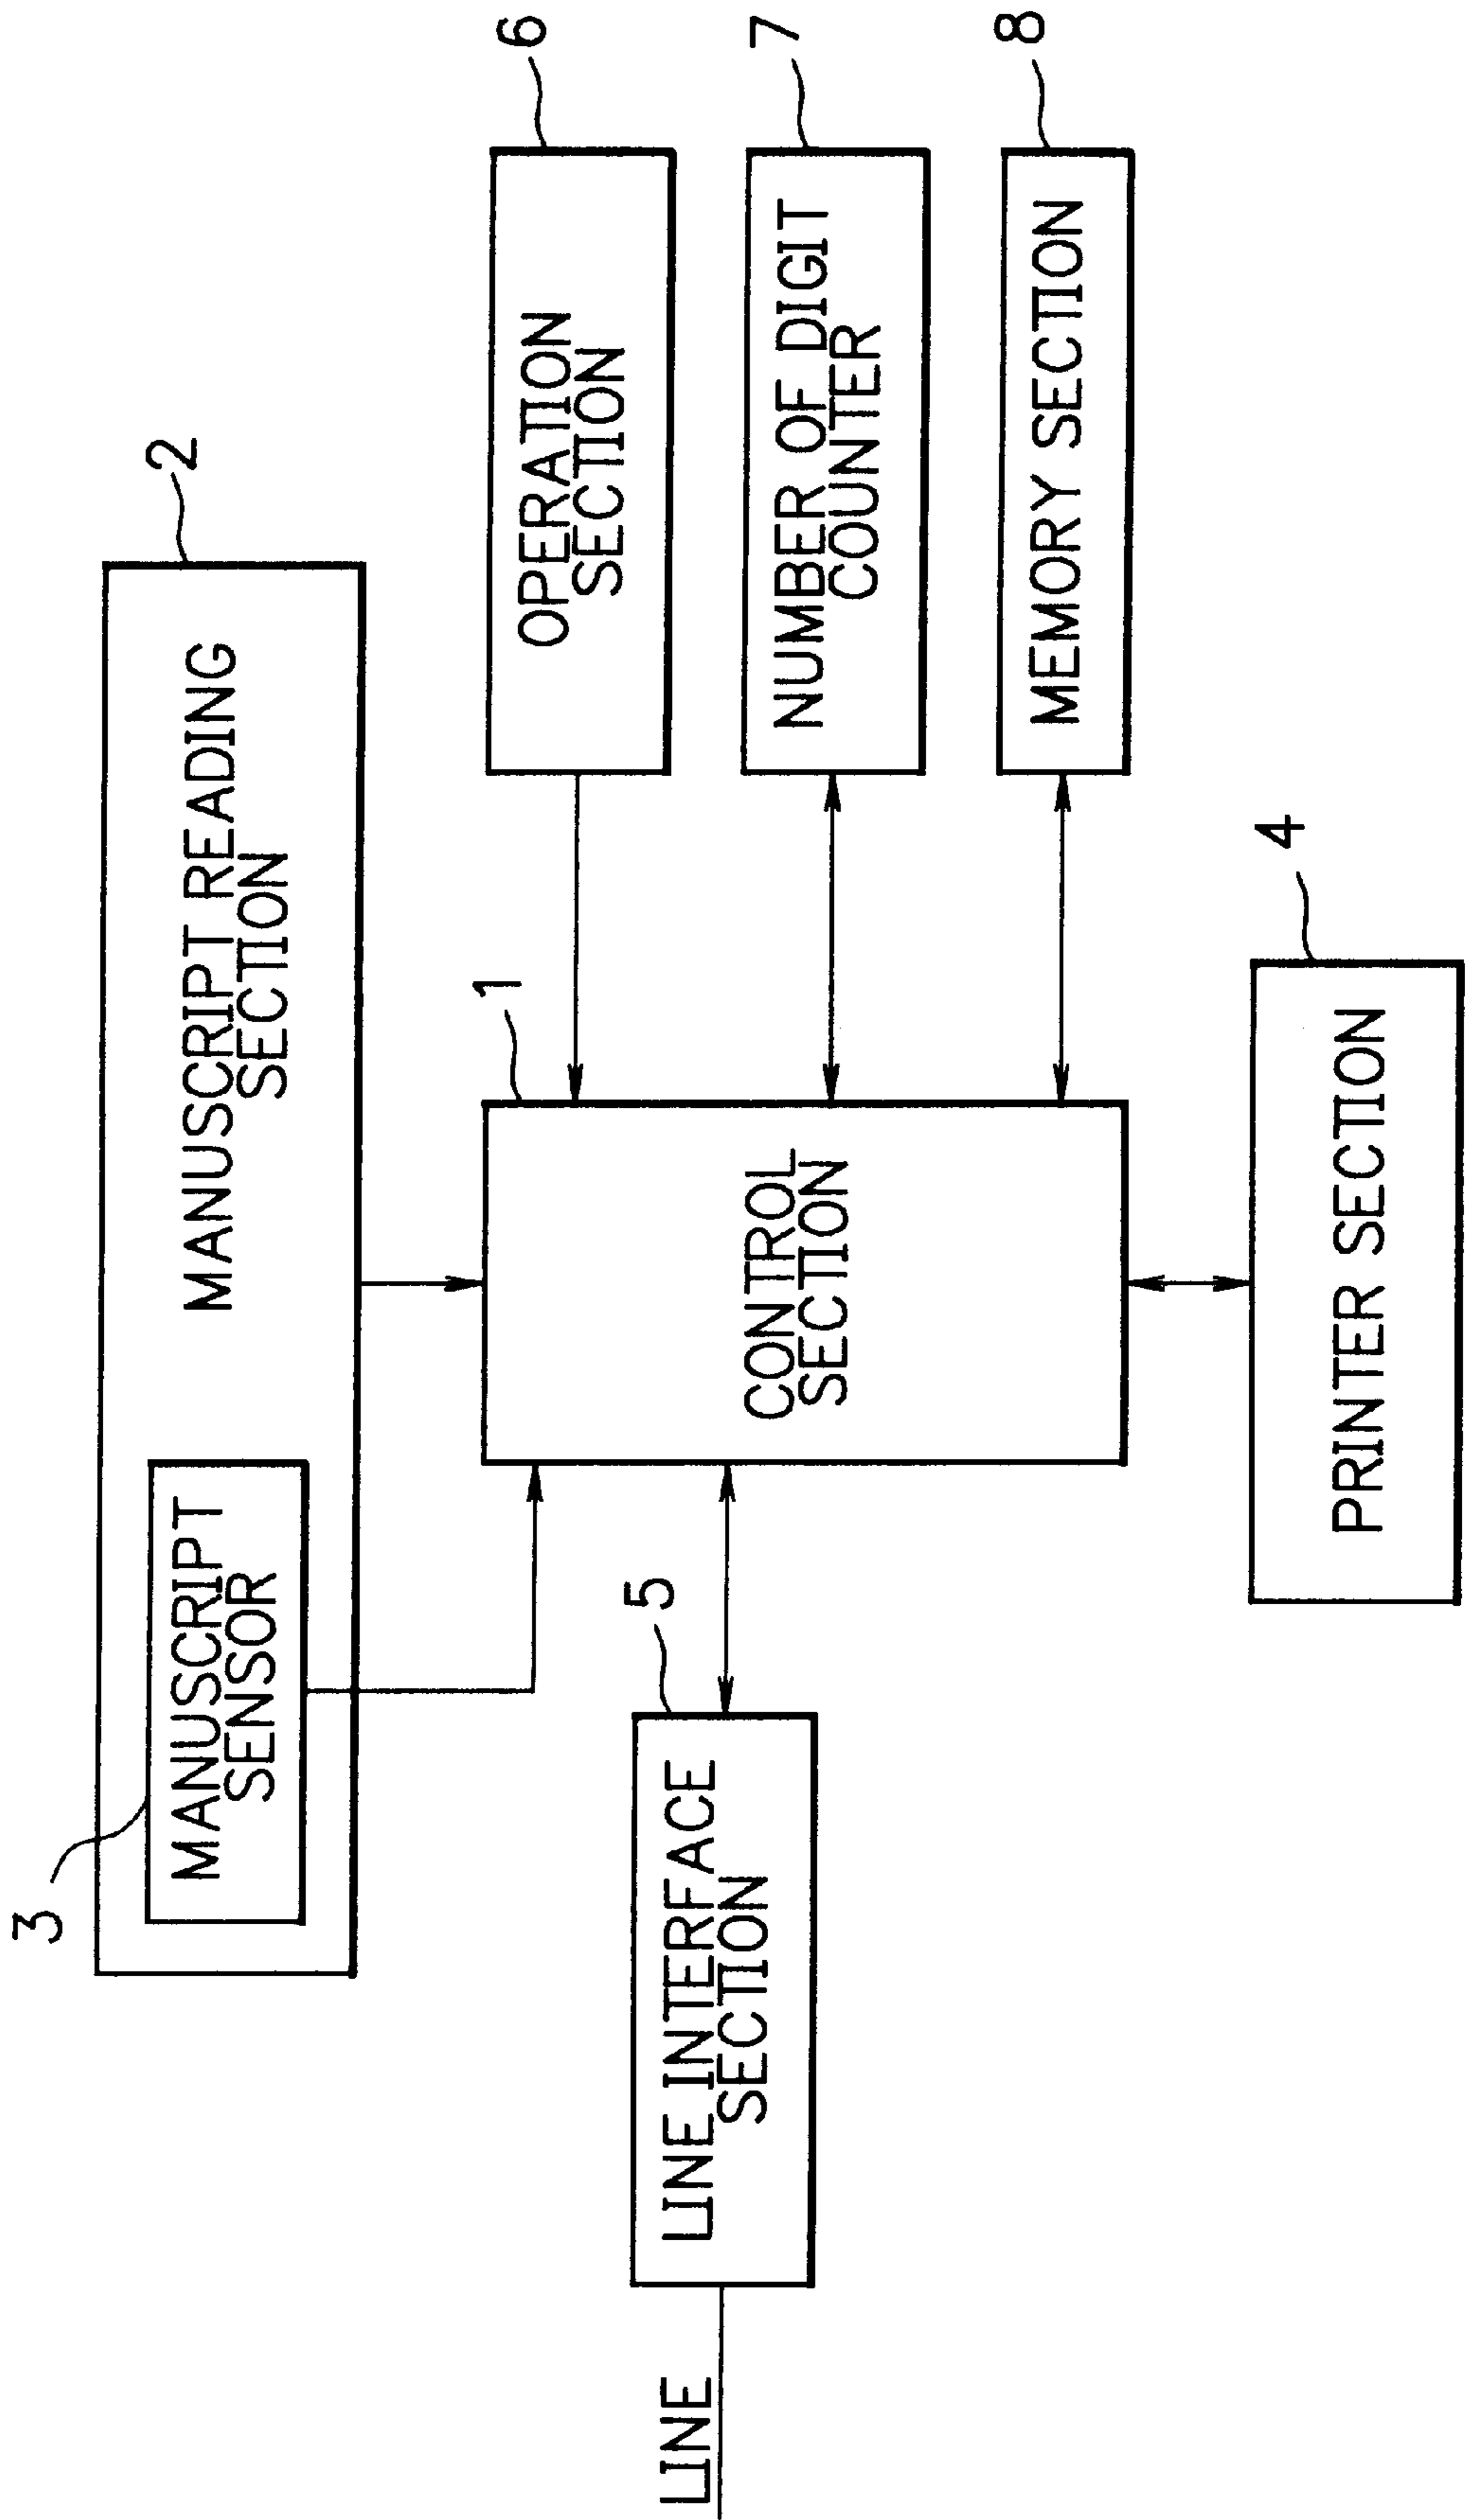 3
MANUSCRIPT
SENSOR
MANUSCRIPT READING
SECTION
2
1
CONTROL
SECTION
OPERATION
SECTION
6
NUMBER OF DIGIT
COUNTER
7
MEMORY SECTION
8
LINE
5
LINE INTERFACE
SECTION
4
PRINTER SECTION